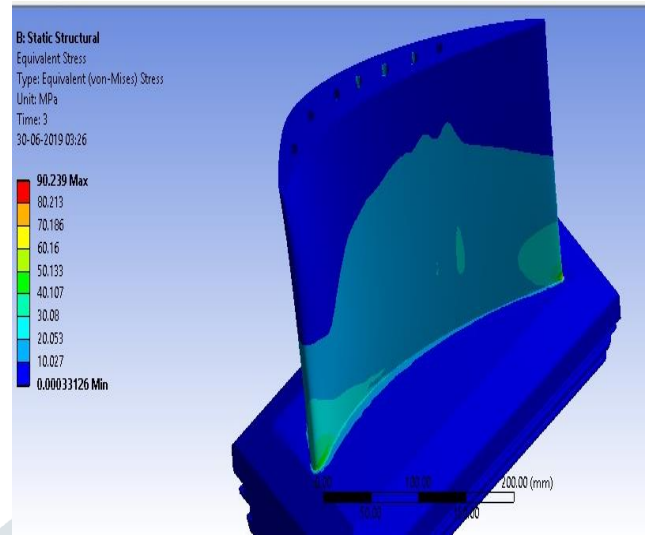 B: Static Structural
Equivalent Stress
Type: Equivalent (von-Mises) Stress
Unit: MPa
Time: 3
30-06-2019 03:26
90.239 Max
80.213
70.186
60.16
50.133
40.107
30.08
20.053
10.027
0.00033126 Min
200.00 (mm)